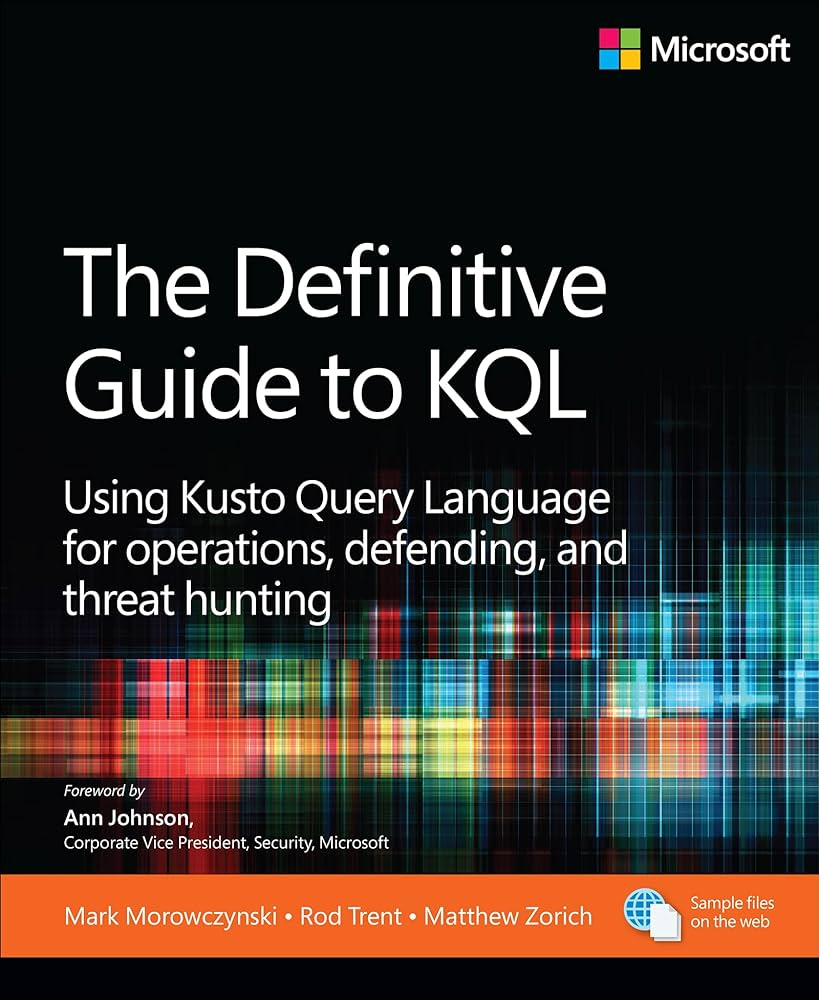 Microsoft
The Definitive
Guide to KQL
Using Kusto Query Language
for operations, defending, and
threat hunting
Foreword by
Ann Johnson,
Corporate Vice President, Security, Microsoft
Mark Morowczynski • Rod Trent • Matthew Zorich
Sample files
on the web